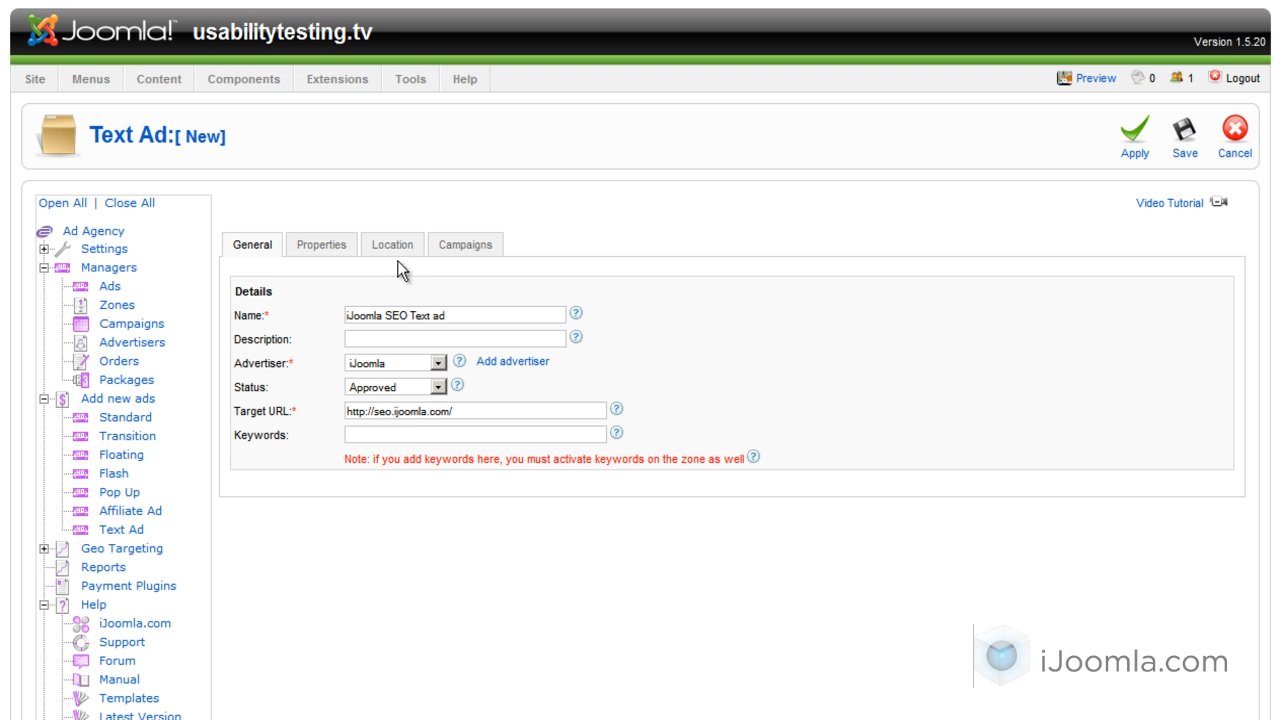 Joomla!™ usabilitytesting.tv
Version 1.5.20
Site Menus Content Components Extensions Tools Help Preview 0 1 Logout
Text Ad:[ New]
Apply Save Cancel
Open All | Close All
Video Tutorial
Ad Agency
Settings
Managers
Ads
Zones
Campaigns
Advertisers
Orders
Packages
Add new ads
Standard
Transition
Floating
Flash
Pop Up
Affiliate Ad
Text Ad
Geo Targeting
Reports
Payment Plugins
Help
iJoomla.com
Support
Forum
Manual
Templates
Latest Version
General Properties Location Campaigns
Details
Name:* iJoomla SEO Text ad
Description:
Advertiser:* iJoomla Add advertiser
Status: Approved
Target URL:* http://seo.ijoomla.com/
Keywords:
Note: if you add keywords here, you must activate keywords on the zone as well
iJoomla.com